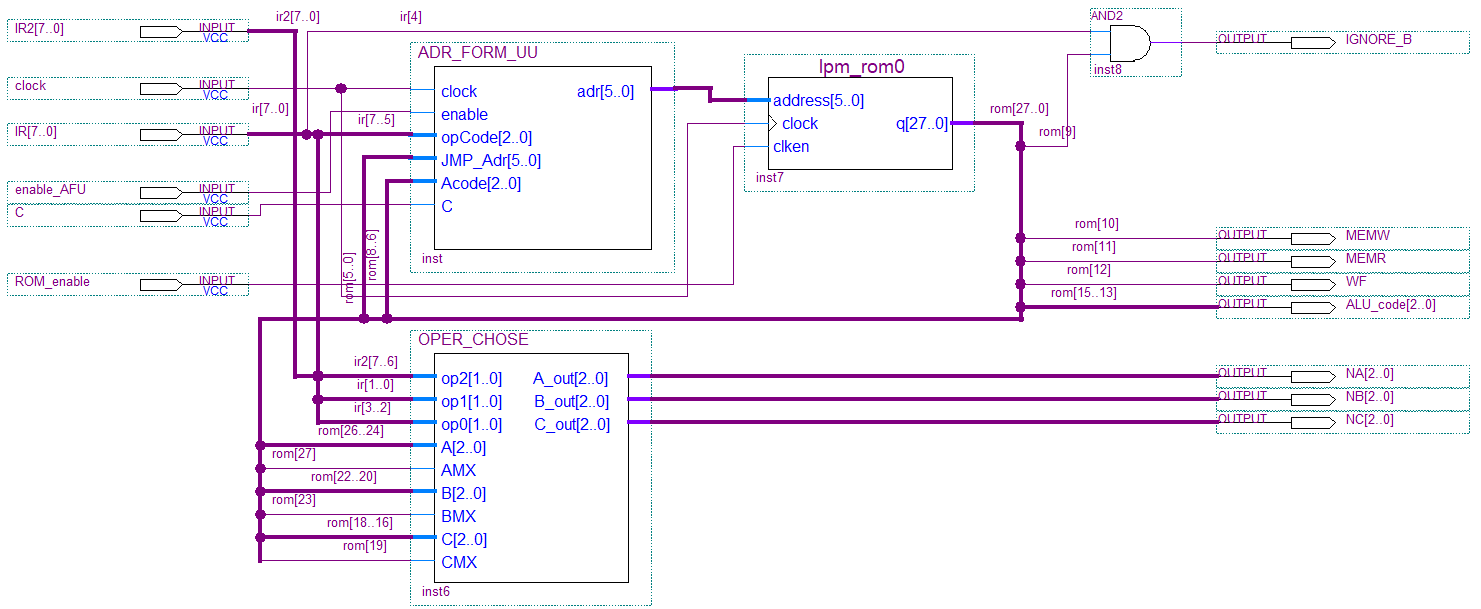 ir2[7..0]
ir[4]
AND2
IR2[7..0]
INPUT
VCC
OUTPUT
IGNORE_B
inst8
ADR_FORM_UU
lpm_rom0
clock
INPUT
VCC
clock
adr[5..0]
address[5..0]
rom[27..0]
ir[7..0]
enable
ir[7..5]
clock
q[27..0]
rom[9]
IR[7..0]
INPUT
VCC
opCode[2..0]
clken
JMP_Adr[5..0]
inst7
enable_AFU
INPUT
VCC
Acode[2..0]
C
INPUT
VCC
C
rom[8..6]
rom[5..0]
inst
rom[10]
OUTPUT
MEMW
rom[11]
OUTPUT
MEMR
rom[12]
OUTPUT
WF
rom[15..13]
OUTPUT
ALU_code[2..0]
ROM_enable
INPUT
VCC
OPER_CHOSE
ir2[7..6]
op2[1..0]
A_out[2..0]
OUTPUT
NA[2..0]
ir[1..0]
op1[1..0]
B_out[2..0]
OUTPUT
NB[2..0]
ir[3..2]
op0[1..0]
C_out[2..0]
OUTPUT
NC[2..0]
rom[26..24]
A[2..0]
rom[27]
AMX
rom[22..20]
B[2..0]
rom[23]
BMX
rom[18..16]
C[2..0]
rom[19]
CMX
inst6